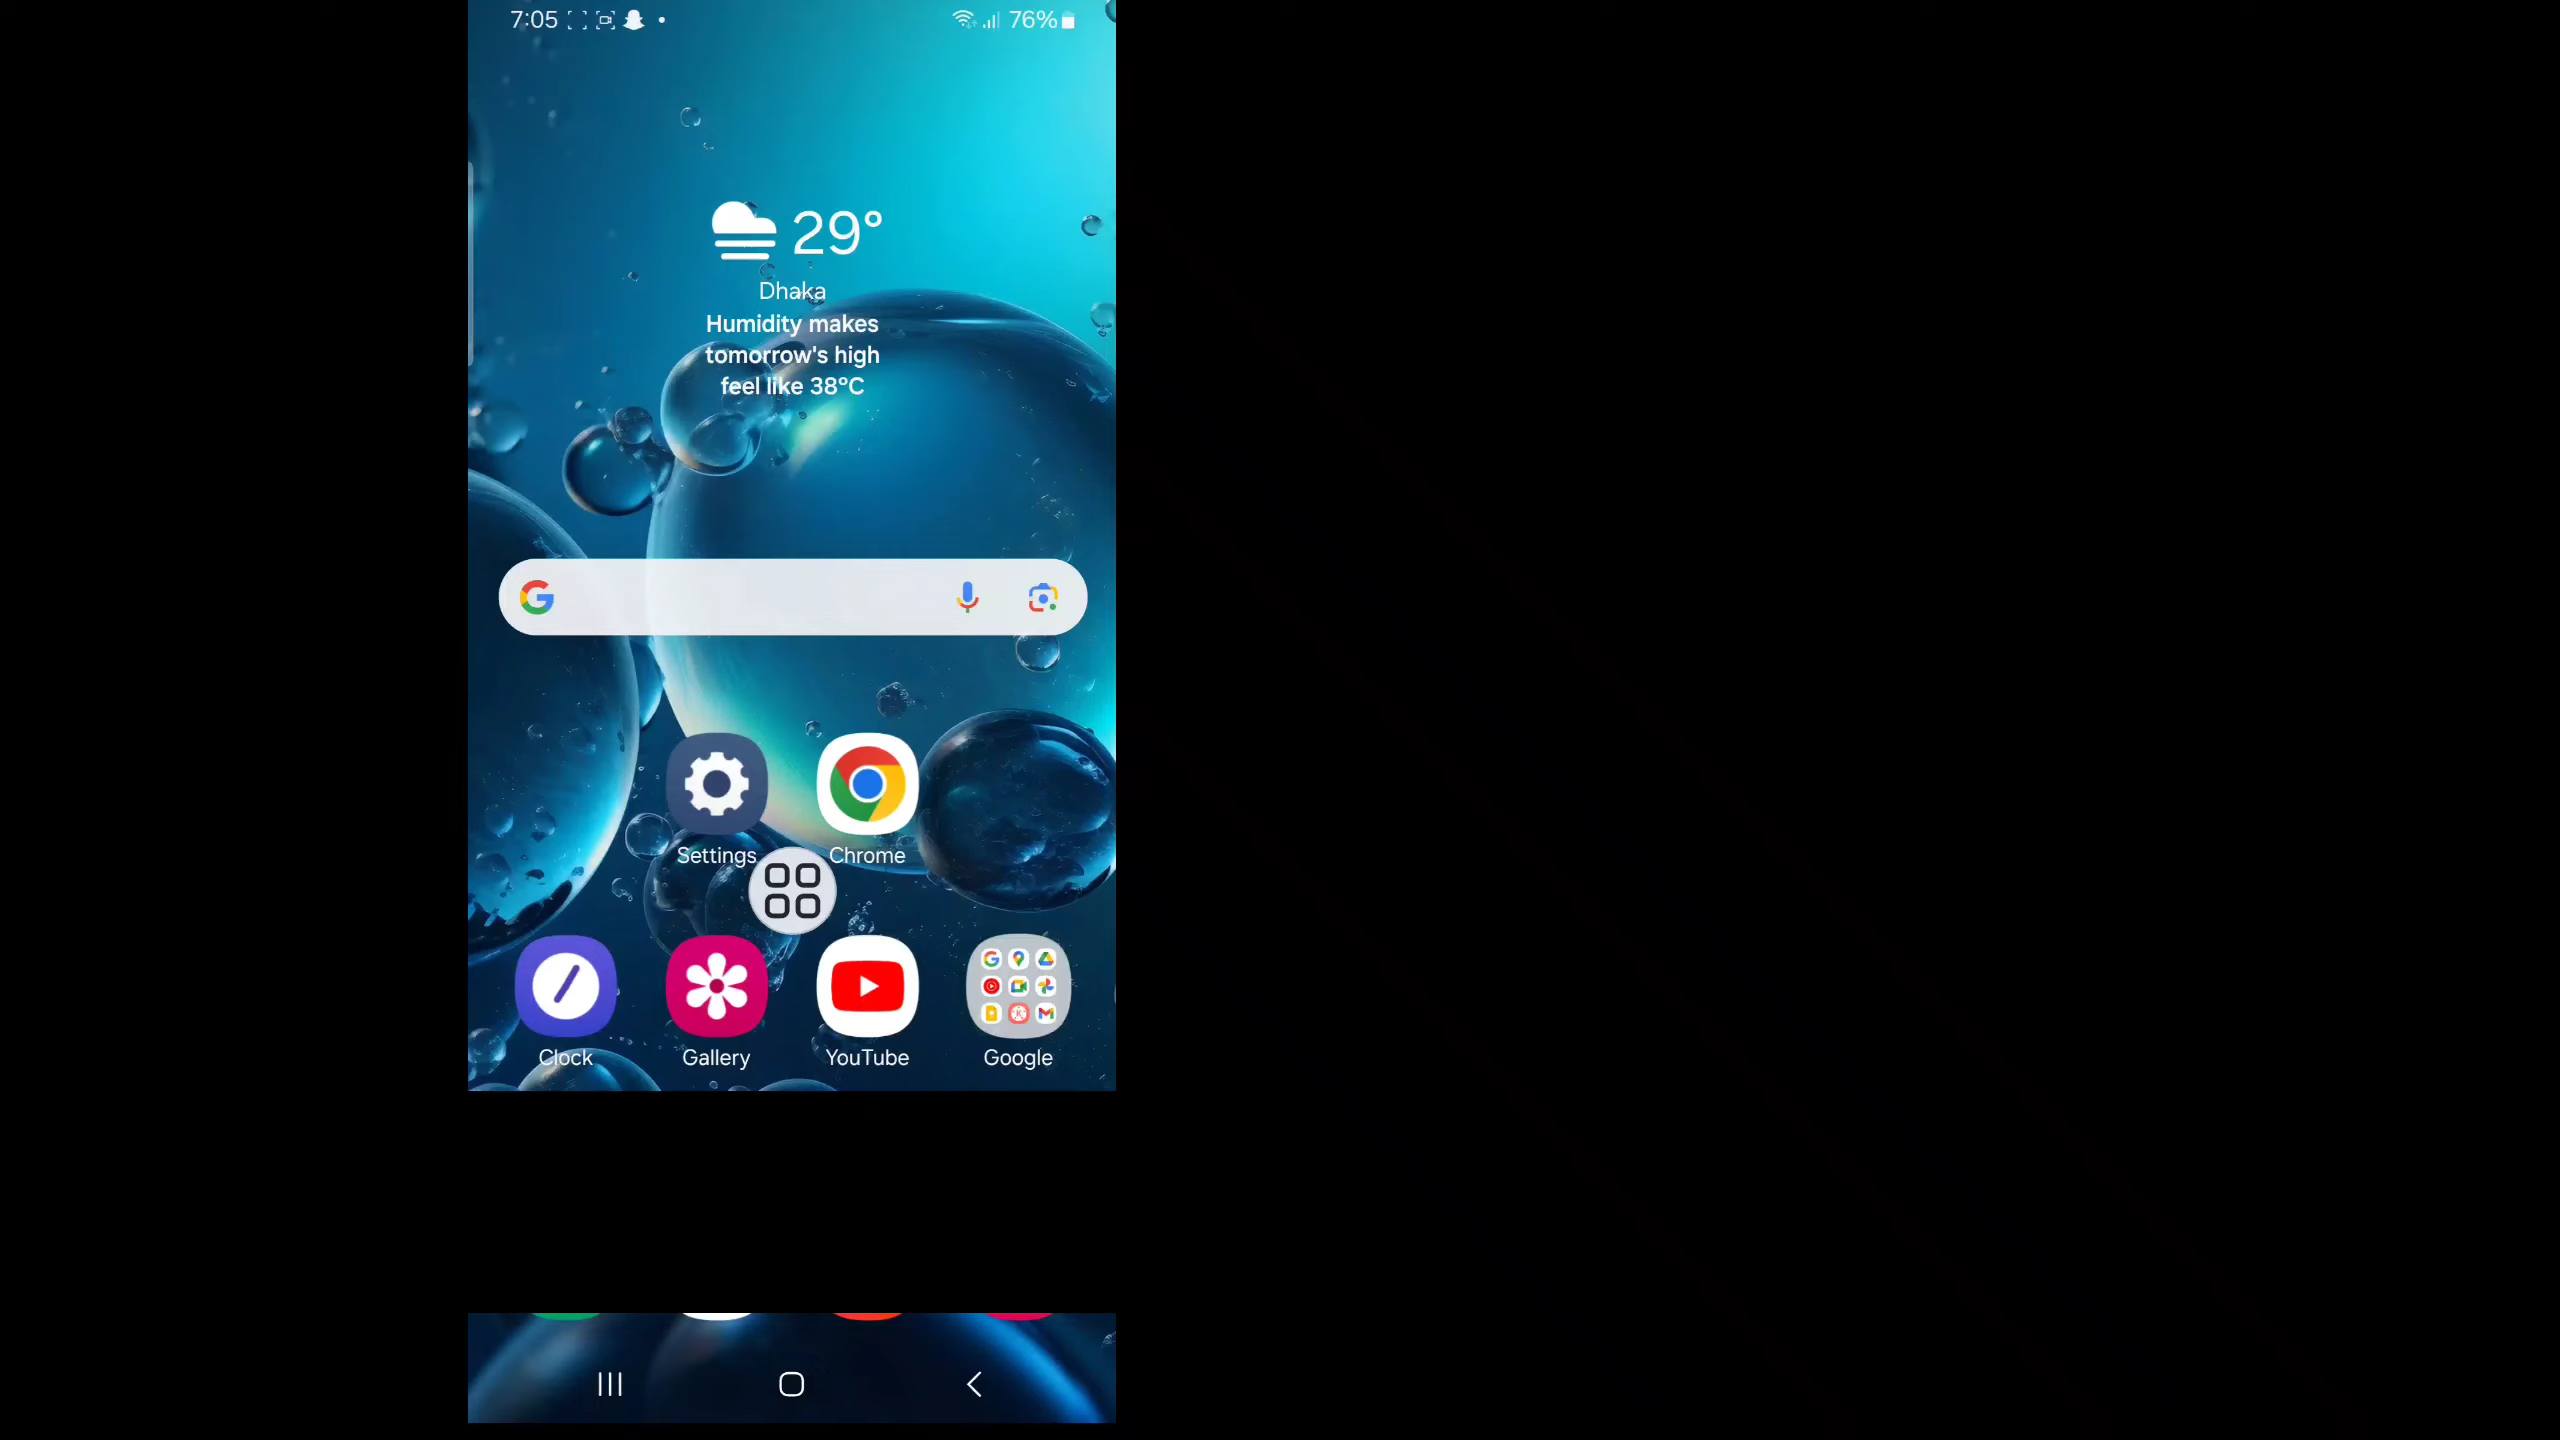 7:05 76%
29°
Dhaka
Humidity makes
tomorrow's high
feel like 38°C
Settings Chrome
Clock Gallery YouTube Google